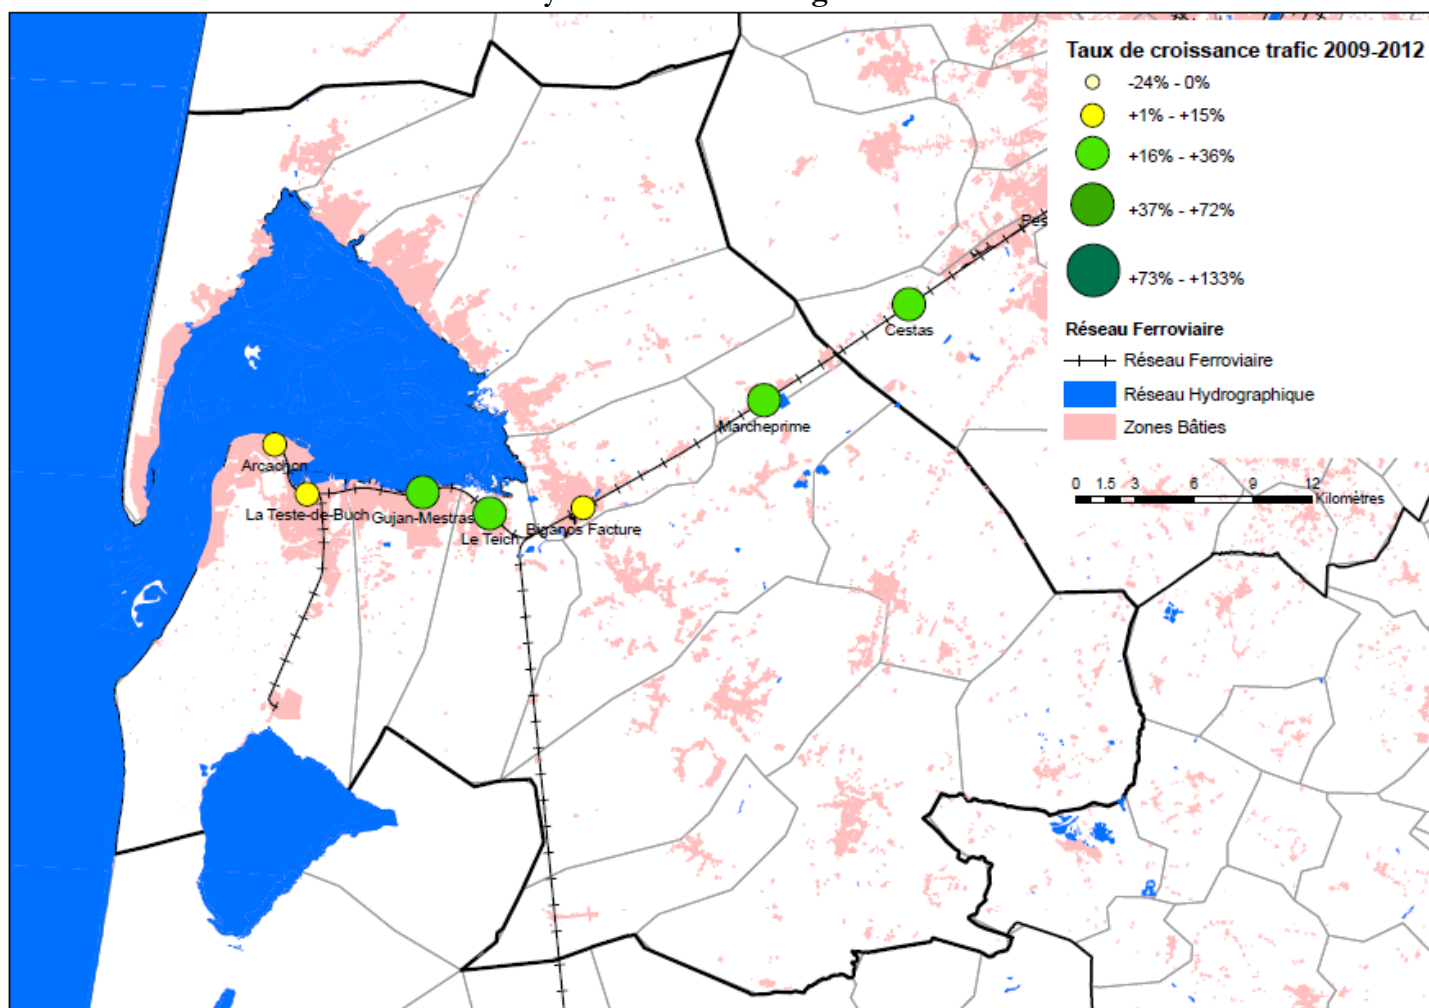 Taux de croissance trafic 2009-2012
-24% - 0%
+1% - +15%
+16% - +36%
+37% - +72%
+73% - +133%
Réseau Ferroviaire
Réseau Ferroviaire
Réseau Hydrographique
Zones Bâties
0 1.5 3 6 9 12
Kilomètres
Pes
Cestas
Marcheprime
Arcachon
La Teste-de-Buch
Gujan-Mestras
Le Teich
Biganos Facture